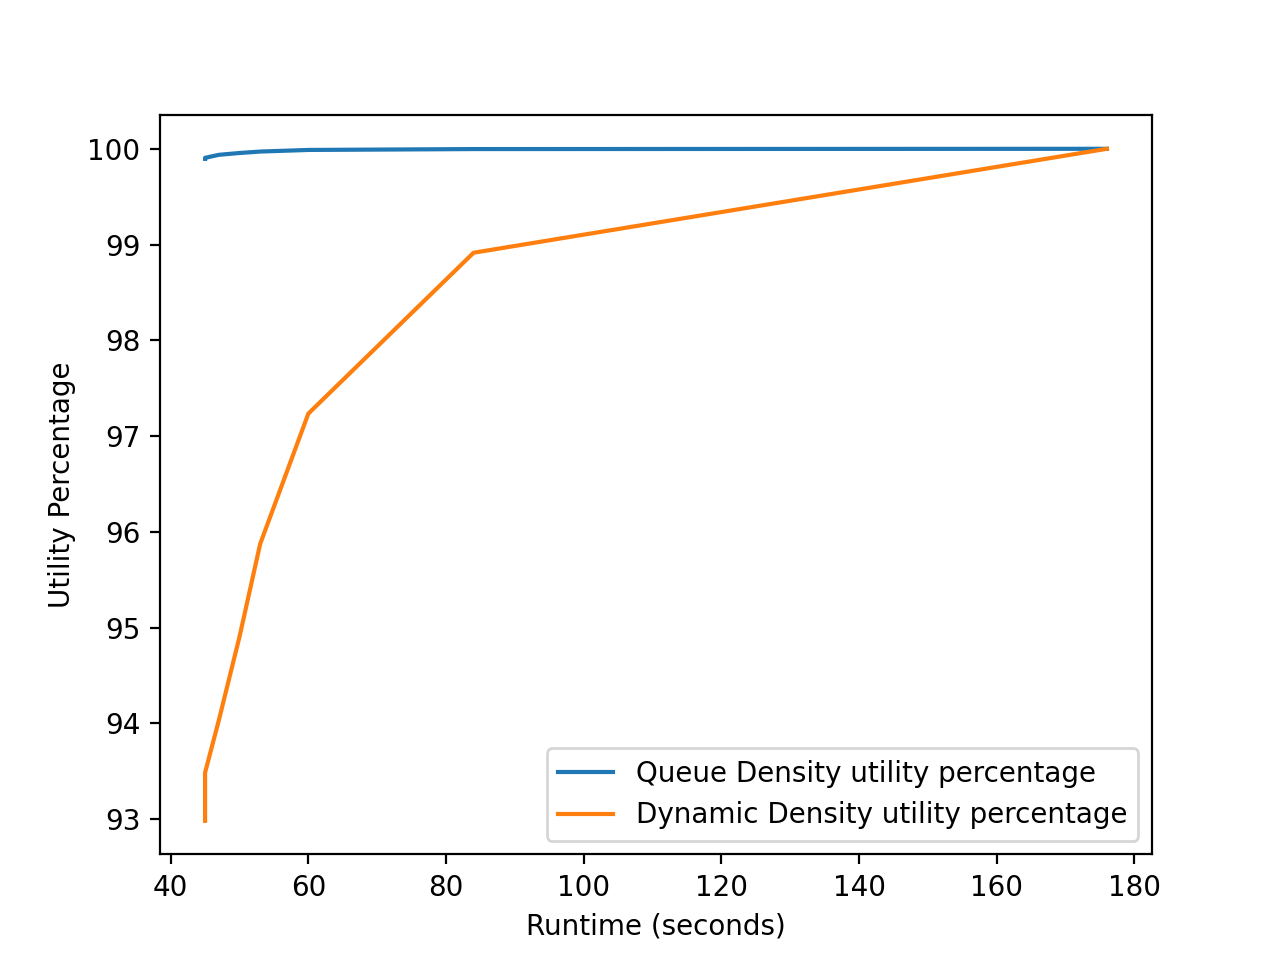 100
99
98
97
96
95
94
93
Utility Percentage
Queue Density utility percentage
Dynamic Density utility percentage
40 60 80 100 120 140 160 180
Runtime (seconds)